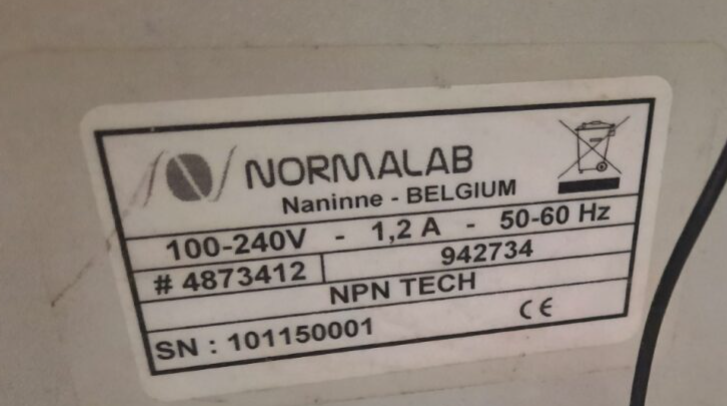 NORMALAB
Naninne - BELGIUM
100-240V - 1,2 A - 50-60 Hz
# 4873412 942734
NPN TECH
SN : 101150001 CE